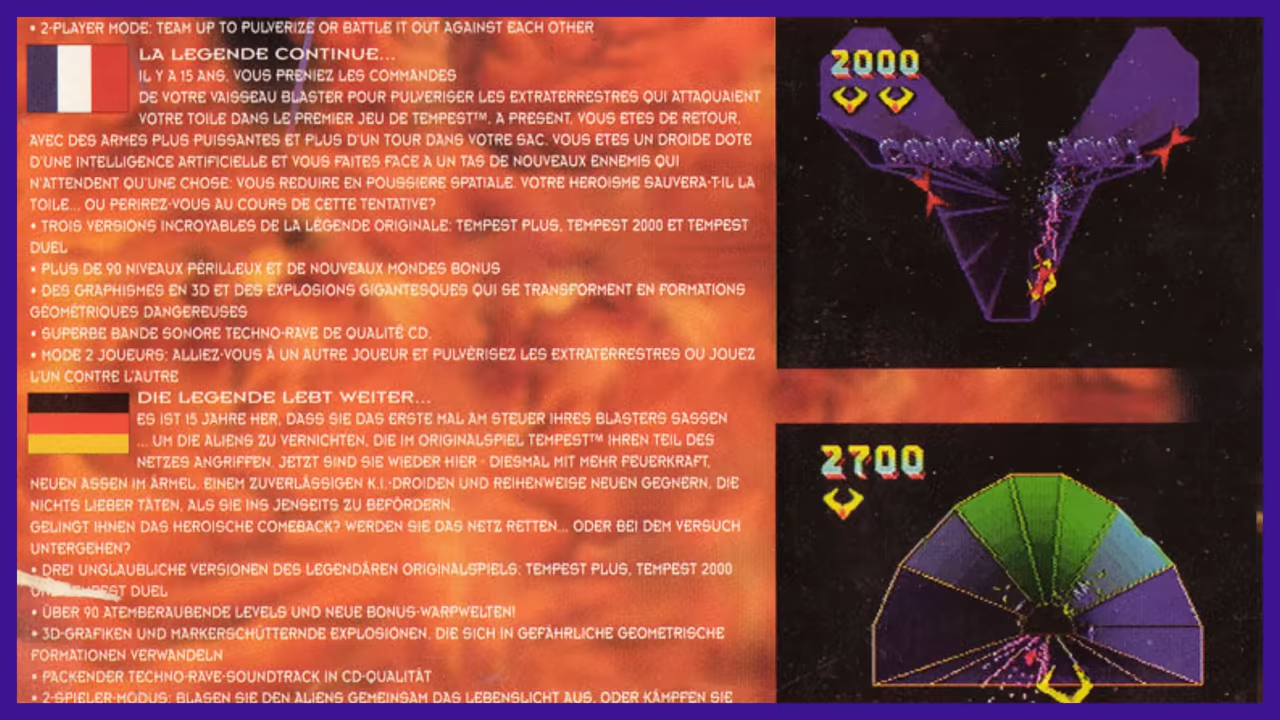 • 2-PLAYER MODE: TEAM UP TO PULVERIZE OR BATTLE IT OUT AGAINST EACH OTHER
LA LEGENDE CONTINUE...
IL Y A 15 ANS, VOUS PRENIEZ LES COMMANDES
DE VOTRE VAISSEAU BLASTER POUR PULVERISER LES EXTRATERRESTRES QUI ATTAQUAIENT
VOTRE TOILE DANS LE PREMIER JEU DE TEMPEST™. A PRESENT, VOUS ETES DE RETOUR,
AVEC DES ARMES PLUS PUISSANTES ET PLUS D'UN TOUR DANS VOTRE SAC. VOUS ETES UN DROIDE DOTE
D'UNE INTELLIGENCE ARTIFICIELLE ET VOUS FAITES FACE A UN TAS DE NOUVEAUX ENNEMIS QUI
N'ATTENDENT QU'UNE CHOSE: VOUS REDUIRE EN POUSSIERE SPATIALE. VOTRE HEROISME SAUVERA-T-IL LA
TOILE... OU PERIREZ-VOUS AU COURS DE CETTE TENTATIVE?
• TROIS VERSIONS INCROYABLES DE LA LÉGENDE ORIGINALE: TEMPEST PLUS, TEMPEST 2000 ET TEMPEST
DUEL
• PLUS DE 90 NIVEAUX PÉRILLEUX ET DE NOUVEAUX MONDES BONUS
• DES GRAPHISMES EN 3D ET DES EXPLOSIONS GIGANTESQUES QUI SE TRANSFORMENT EN FORMATIONS
GÉOMÉTRIQUES DANGEREUSES
• SUPERBE BANDE SONORE TECHNO-RAVE DE QUALITÉ CD.
• MODE 2 JOUEURS: ALLIEZ-VOUS À UN AUTRE JOUEUR ET PULVÉRISEZ LES EXTRATERRESTRES OU JOUEZ
L'UN CONTRE L'AUTRE
DIE LEGENDE LEBT WEITER...
ES IST 15 JAHRE HER, DASS SIE DAS ERSTE MAL AM STEUER IHRES BLASTERS SASSEN
... UM DIE ALIENS ZU VERNICHTEN, DIE IM ORIGINALSPIEL TEMPEST™ IHREN TEIL DES
NETZES ANGRIFFEN. JETZT SIND SIE WIEDER HIER - DIESMAL MIT MEHR FEUERKRAFT,
NEUEN ASSEN IM ÄRMEL, EINEM ZUVERLÄSSIGEN K.I.-DROIDEN UND REIHENWEISE NEUEN GEGNERN, DIE
NICHTS LIEBER TÄTEN, ALS SIE INS JENSEITS ZU BEFÖRDERN.
GELINGT IHNEN DAS HEROISCHE COMEBACK? WERDEN SIE DAS NETZ RETTEN... ODER BEI DEM VERSUCH
UNTERGEHEN?
• DREI UNGLAUBLICHE VERSIONEN DES LEGENDÄREN ORIGINALSPIELS: TEMPEST PLUS, TEMPEST 2000
DUEL
• ÜBER 90 ATEMBERAUBENDE LEVELS UND NEUE BONUS-WARPWELTEN!
• 3D-GRAFIKEN UND MARKERSCHÜTTERNDE EXPLOSIONEN, DIE SICH IN GEFÄHRLICHE GEOMETRISCHE
FORMATIONEN VERWANDELN
• PACKENDER TECHNO-RAVE-SOUNDTRACK IN CD-QUALITÄT
• 2-SPIELER-MODUS: BLASEN SIE DEN ALIENS GEMEINSAM DAS LEBENSLICHT AUS, ODER KÄMPFEN SIE
2000
2700